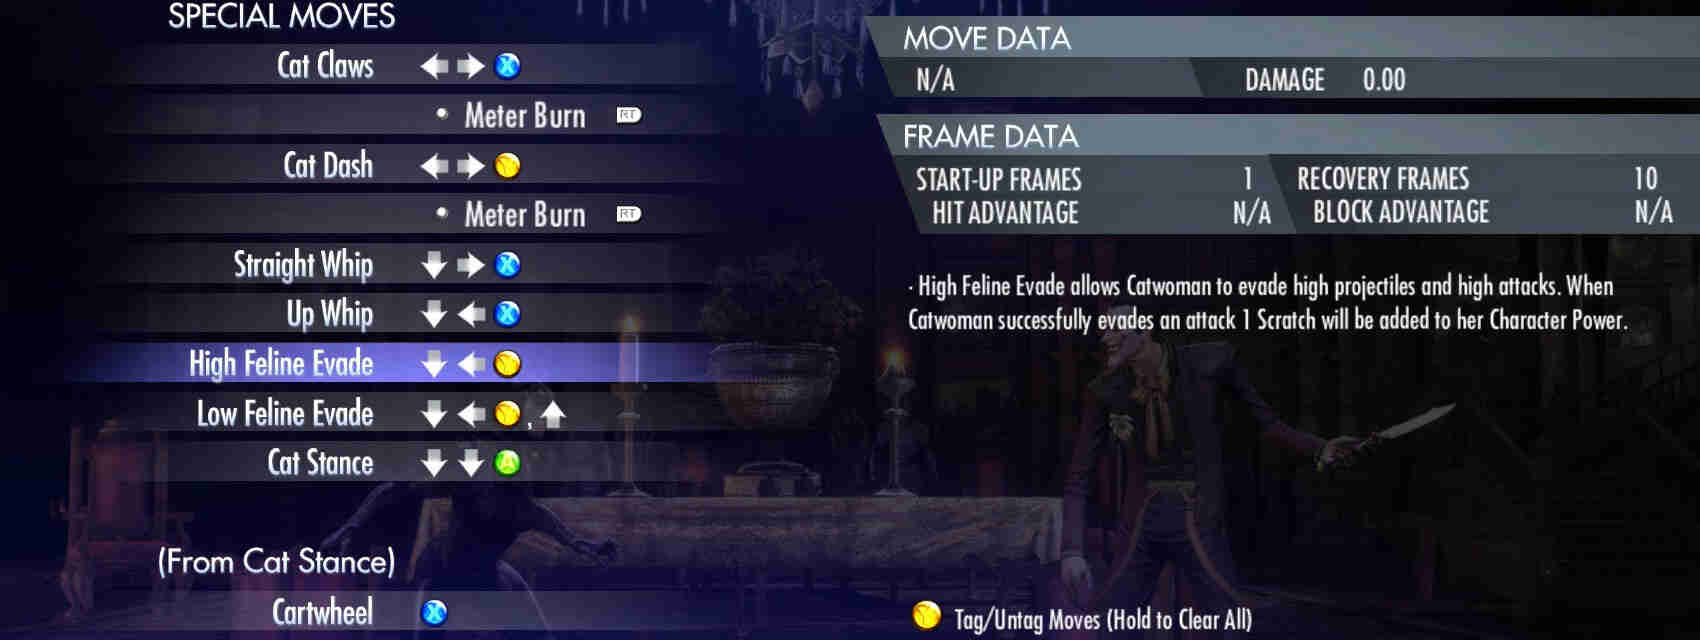 SPECIAL MOVES
Cat Claws X
• Meter Burn RT
Cat Dash Y
• Meter Burn RT
Straight Whip X
Up Whip X
High Feline Evade Y
Low Feline Evade Y ,
Cat Stance A
(From Cat Stance)
Cartwheel X
MOVE DATA
N/A DAMAGE 0.00
FRAME DATA
START-UP FRAMES 1 RECOVERY FRAMES 10
HIT ADVANTAGE N/A BLOCK ADVANTAGE N/A
· High Feline Evade allows Catwoman to evade high projectiles and high attacks. When
Catwoman successfully evades an attack 1 Scratch will be added to her Character Power.
Y Tag/Untag Moves (Hold to Clear All)